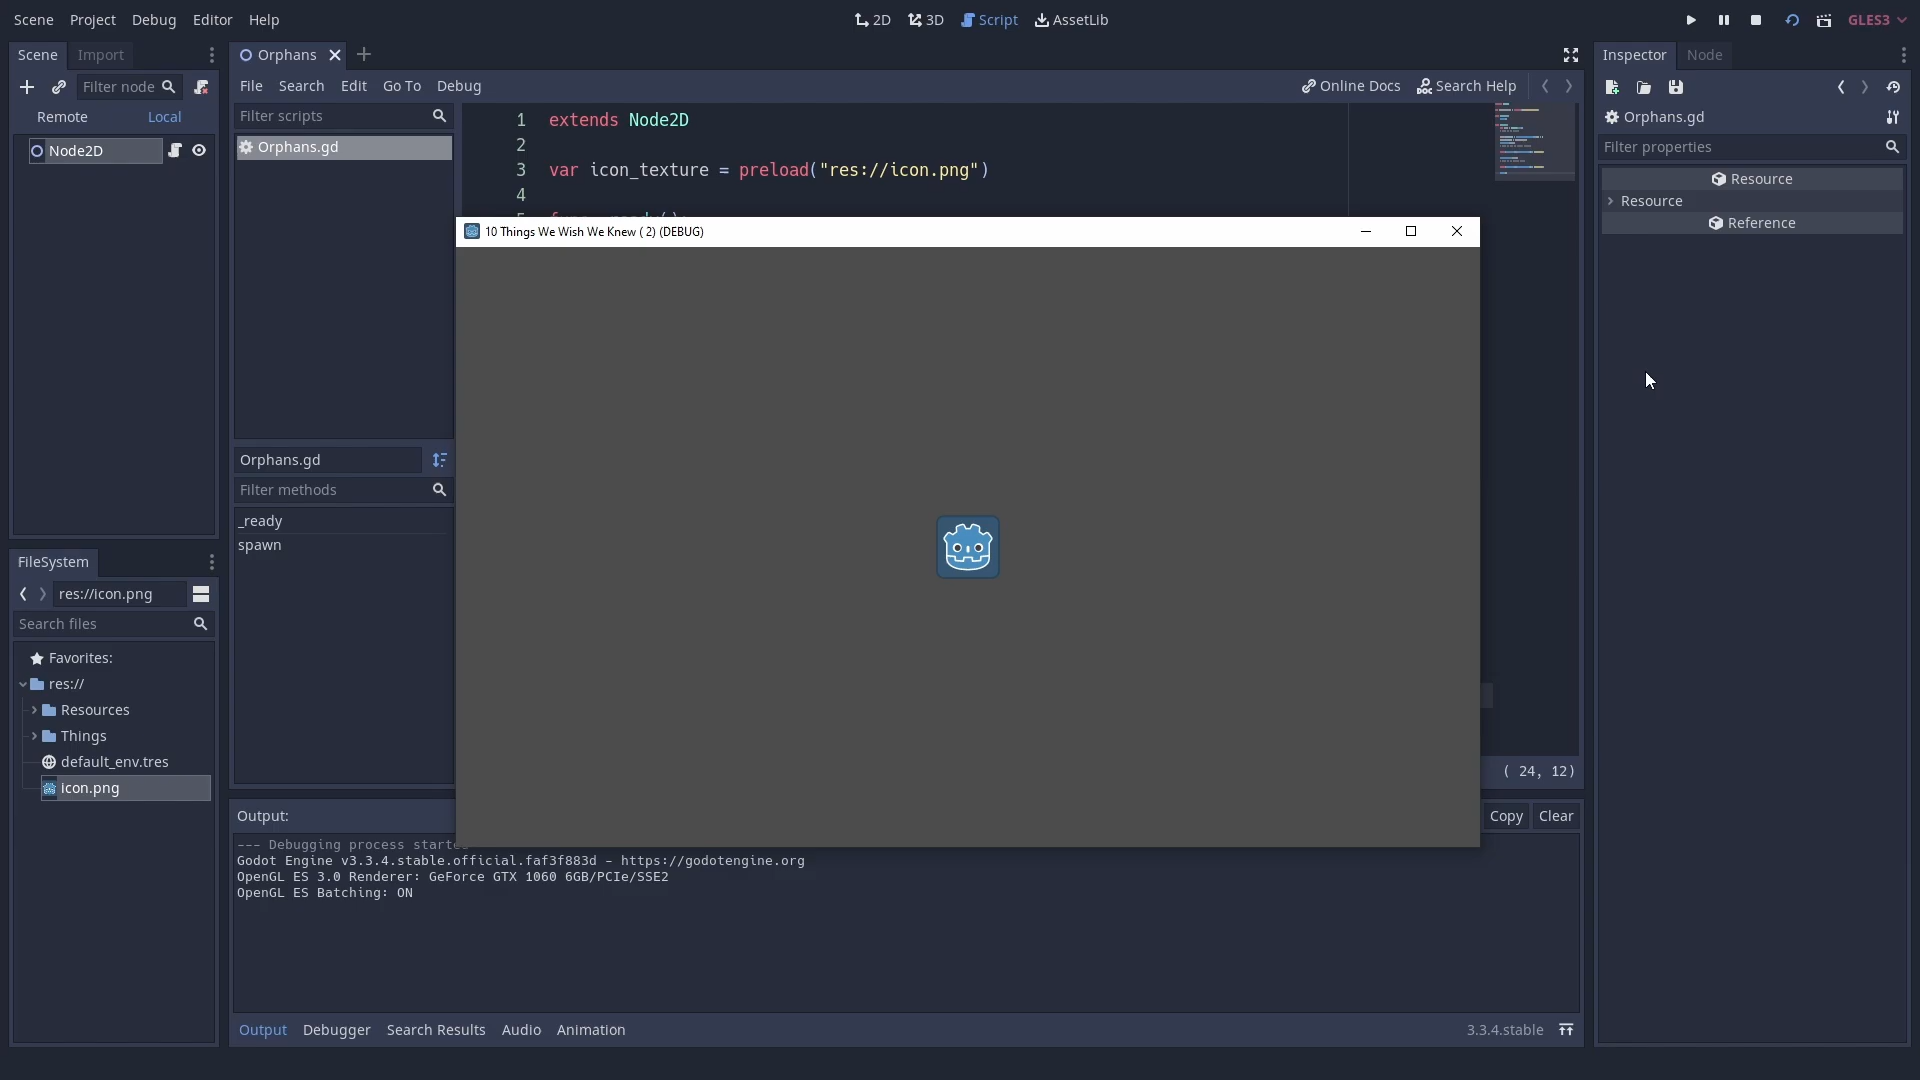 Scene Project Debug Editor Help
2D 3D Script AssetLib
GLES3
Scene Import
Filter node
Remote Local
Node2D
FileSystem
res://icon.png
Search files
Favorites:
res://
Resources
Things
default_env.tres
icon.png
Orphans
File Search Edit Go To Debug
Online Docs Search Help
Filter scripts
Orphans.gd
Orphans.gd
Filter methods
_ready
spawn
1 extends Node2D
2
3 var icon_texture = preload("res://icon.png")
4
10 Things We Wish We Knew ( 2) (DEBUG)
( 24, 12)
Output:
Copy Clear
--- Debugging process
Godot Engine v3.3.4.stable.official.faf3f883d - https://godotengine.org
OpenGL ES 3.0 Renderer: GeForce GTX 1060 6GB/PCIe/SSE2
OpenGL ES Batching: ON
Output Debugger Search Results Audio Animation
3.3.4.stable
Inspector Node
Orphans.gd
Filter properties
Resource
Resource
Reference